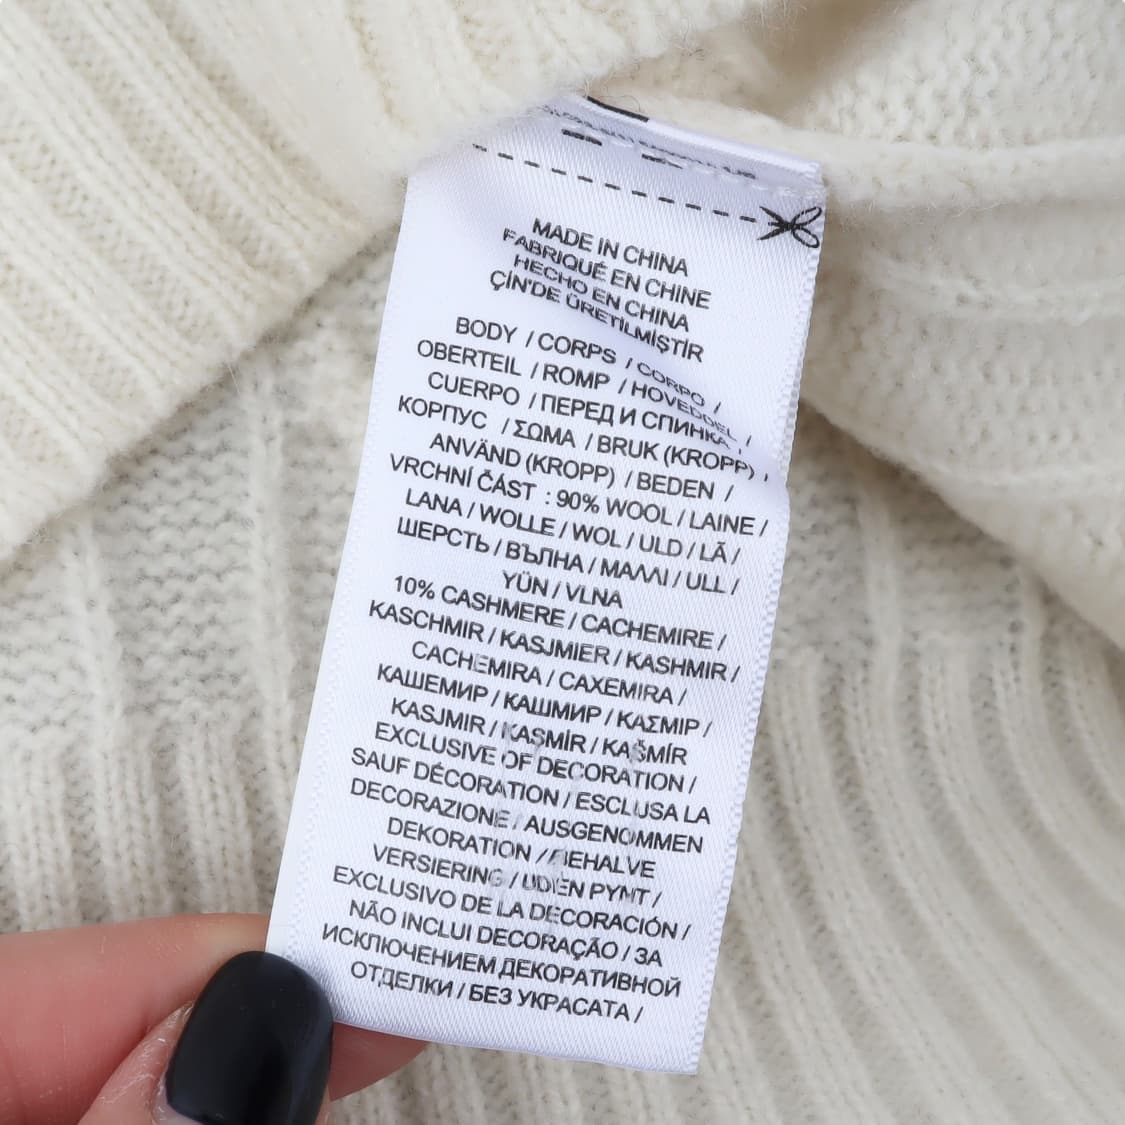 MADE IN CHINA
FABRIQUÉ EN CHINE
HECHO EN CHINA
ÇİN'DE ÜRETİLMİŞTİR
BODY / CORPS / CORPO /
OBERTEIL / ROMP / HOVEDDEL /
CUERPO / ПЕРЕД И СПИНКА
КОРПУС / ΣΩΜΑ / BRUK (KROPP)
ANVÄND (KROPP) / BEDEN /
VRCHNÍ ČÁST : 90% WOOL / LAINE /
LANA / WOLLE / WOL / ULD / LÃ /
ШЕРСТЬ / ВЪЛНА / ΜΑΛΛΙ / ULL /
YÜN / VLNA
10% CASHMERE / CACHEMIRE /
KASCHMIR / KASJMIER / KASHMIR /
CACHEMIRA / CAXEMIRA /
КАШЕМИР / КАШМИР / ΚΑΣΜΙΡ /
KASJMIR / KASMİR / KAŠMÍR
EXCLUSIVE OF DECORATION /
SAUF DÉCORATION / ESCLUSA LA
DECORAZIONE / AUSGENOMMEN
DEKORATION / BEHALVE
VERSIERING / UDEN PYNT /
EXCLUSIVO DE LA DECORACIÓN /
NÃO INCLUI DECORAÇÃO / ЗА
ИСКЛЮЧЕНИЕМ ДЕКОРАТИВНОЙ
ОТДЕЛКИ / БЕЗ УКРАСАТА /